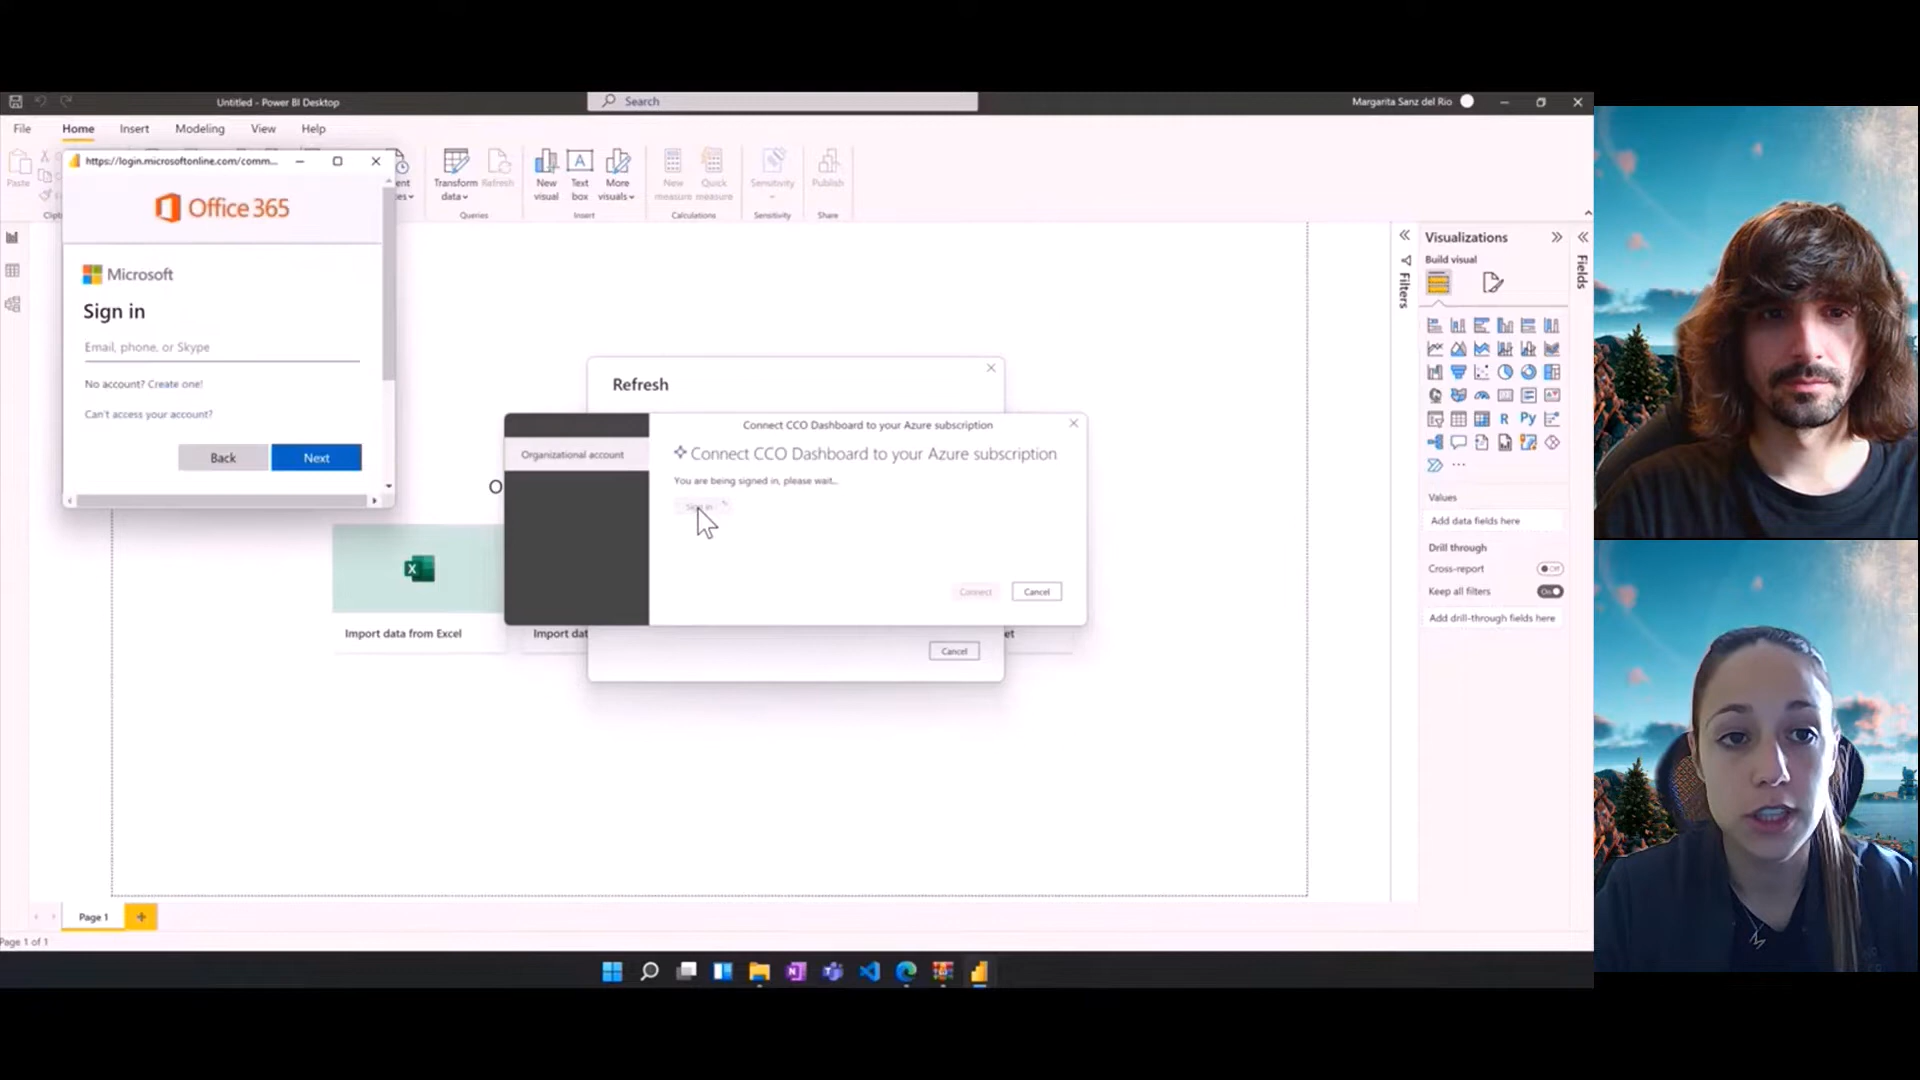 Untitled - Power BI Desktop
Search
Margarita Sanz del Rio
File
Home
Insert
Modeling
View
Help
https://login.microsoftonline.com/comm...
Office 365
Microsoft
Sign in
Email, phone, or Skype
No account? Create one!
Can't access your account?
Back
Next
Paste
Transform data
Refresh
Queries
New visual
Text box
More visuals
Insert
New measure
Quick measure
Calculations
Sensitivity
Sensitivity
Publish
Share
Refresh
Connect CCO Dashboard to your Azure subscription
Organizational account
Connect CCO Dashboard to your Azure subscription
You are being signed in, please wait...
Connect
Cancel
Cancel
Import data from Excel
Import dat
Filters
Visualizations
Build visual
Fields
R
Py
Values
Add data fields here
Drill through
Cross-report
Off
Keep all filters
On
Add drill-through fields here
Page 1
Page 1 of 1